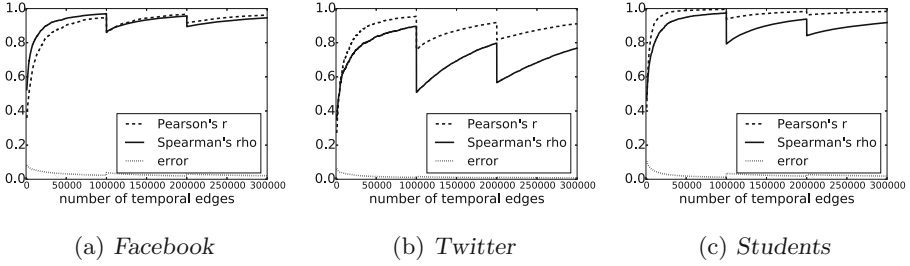 1.0
0.8
0.6
0.4
0.2
0.0
Pearson's r
Spearman's rho
error
0 50000 100000 150000 200000 250000 300000
number of temporal edges
(a) Facebook
1.0
0.8
0.6
0.4
0.2
0.0
Pearson's r
Spearman's rho
error
0 50000 100000 150000 200000 250000 300000
number of temporal edges
(b) Twitter
1.0
0.8
0.6
0.4
0.2
0.0
Pearson's r
Spearman's rho
error
0 50000 100000 150000 200000 250000 300000
number of temporal edges
(c) Students